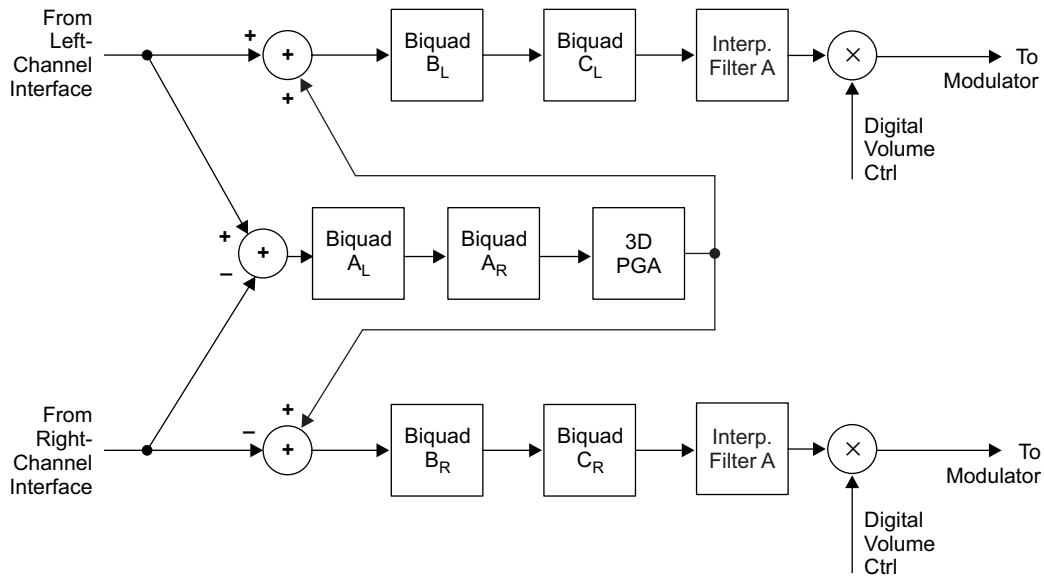 From
Left-
Channel
Interface
+
+
+
Biquad
B_L
Biquad
C_L
Interp.
Filter A
×
To
Modulator
Digital
Volume
Ctrl
+
–
+
Biquad
A_L
Biquad
A_R
3D
PGA
From
Right-
Channel
Interface
–
+
+
Biquad
B_R
Biquad
C_R
Interp.
Filter A
×
To
Modulator
Digital
Volume
Ctrl